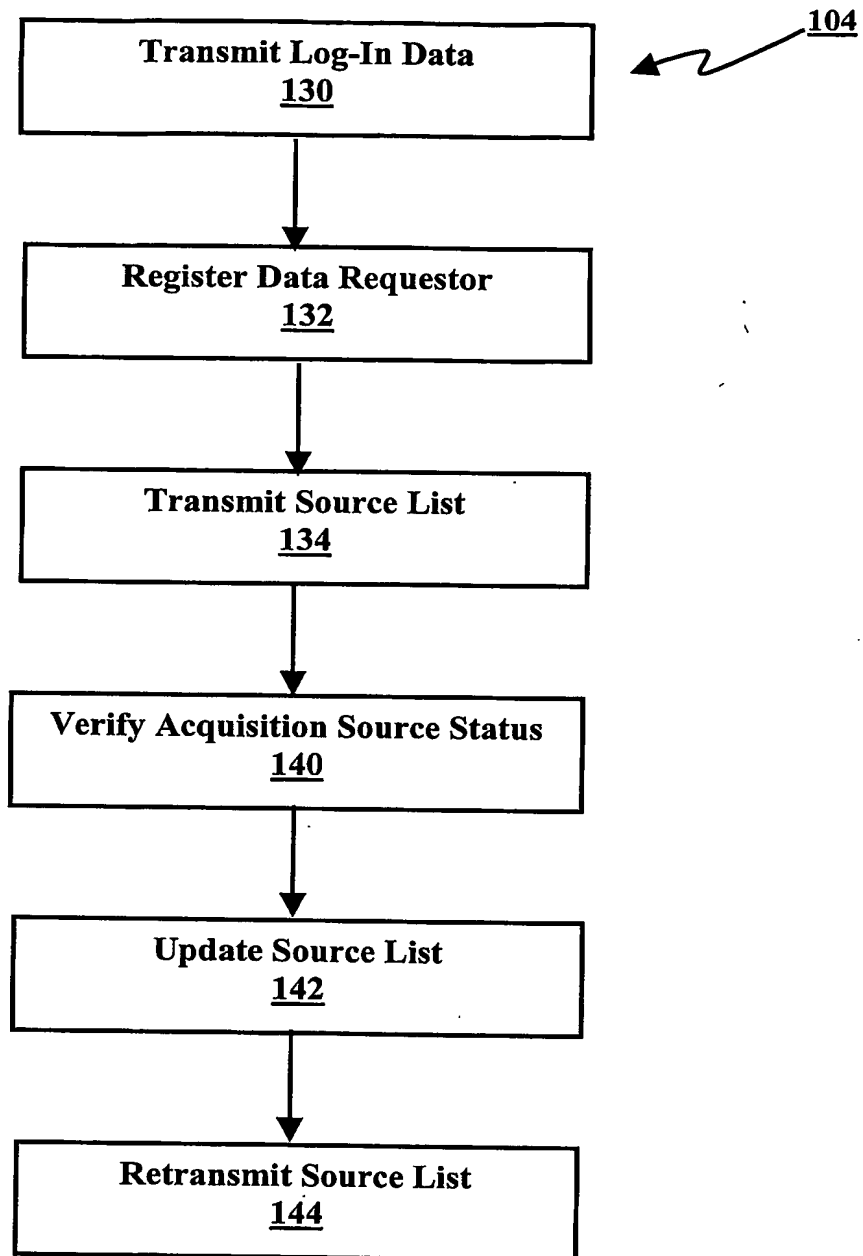 104
Transmit Log-In Data
130
Register Data Requestor
132
Transmit Source List
134
Verify Acquisition Source Status
140
Update Source List
142
Retransmit Source List
144